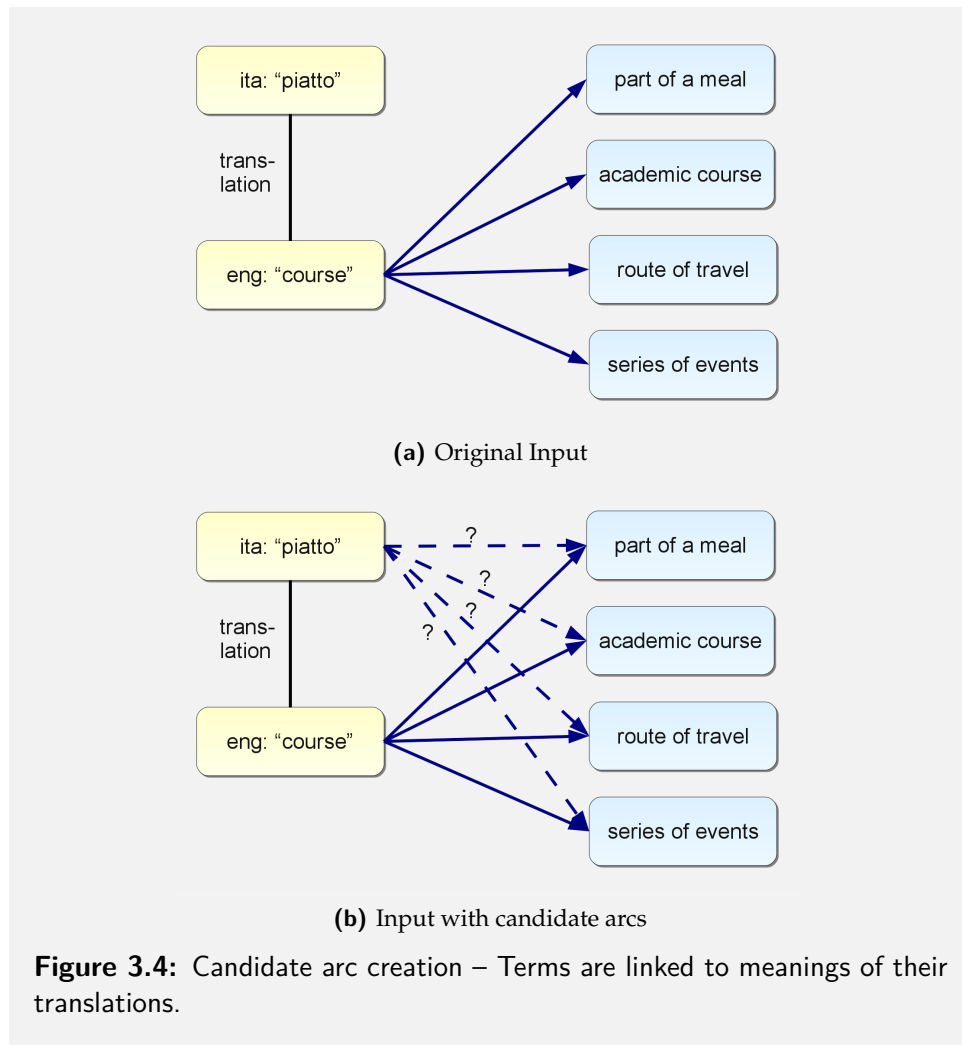 ita: “piatto”
part of a meal
trans-
lation
academic course
eng: “course”
route of travel
series of events
(a) Original Input
ita: “piatto”
?
part of a meal
?
?
?
trans-
lation
academic course
eng: “course”
route of travel
series of events
(b) Input with candidate arcs
Figure 3.4: Candidate arc creation – Terms are linked to meanings of their
translations.